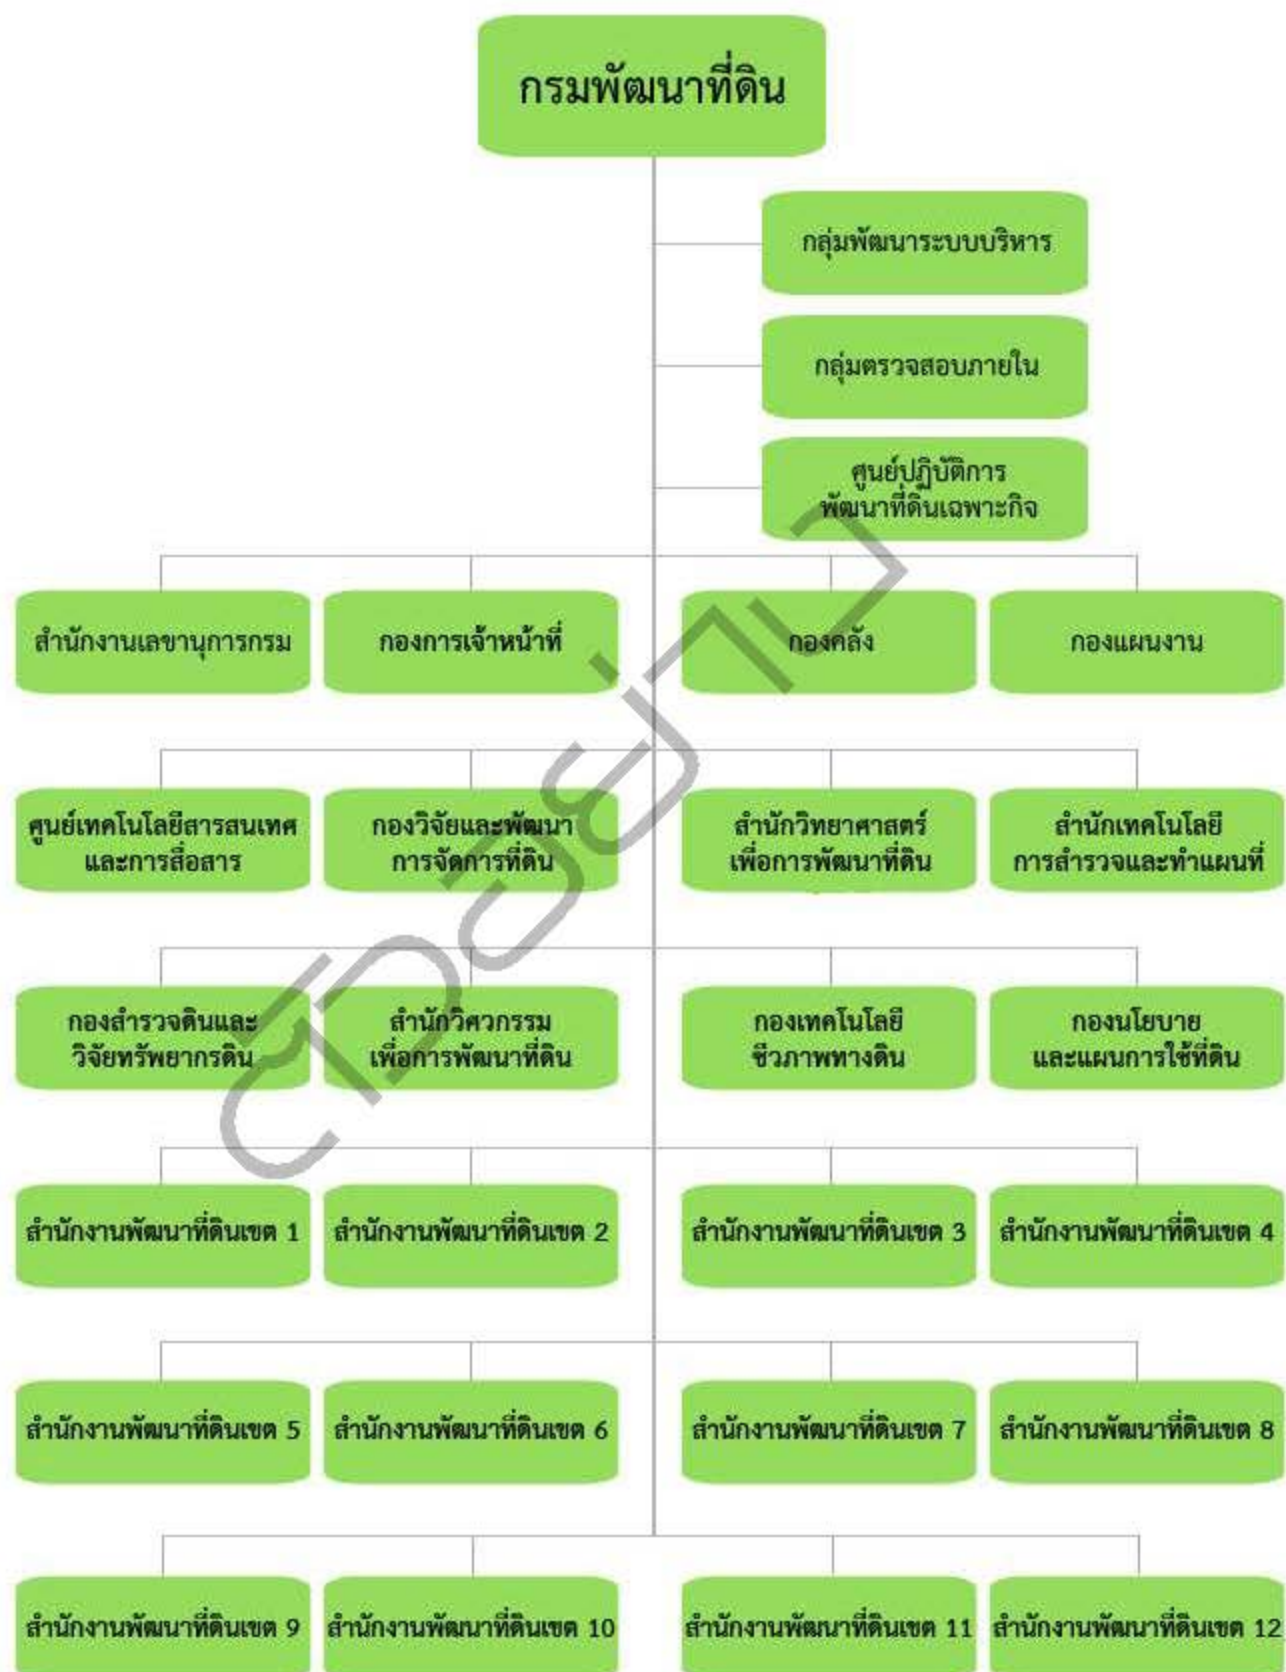 กรมพัฒนาที่ดิน
กลุ่มพัฒนาระบบบริหาร
กลุ่มตรวจสอบภายใน
ศูนย์ปฏิบัติการ
พัฒนาที่ดินเฉพาะกิจ
สำนักงานเลขานุการกรม
กองการเจ้าหน้าที่
กองคลัง
กองแผนงาน
ศูนย์เทคโนโลยีสารสนเทศ
และการสื่อสาร
กองวิจัยและพัฒนา
การจัดการที่ดิน
สำนักวิทยาศาสตร์
เพื่อการพัฒนาที่ดิน
สำนักเทคโนโลยี
การสำรวจและทำแผนที่
กองสำรวจดินและ
วิจัยทรัพยากรดิน
สำนักวิศวกรรม
เพื่อการพัฒนาที่ดิน
กองเทคโนโลยี
ชีวภาพทางดิน
กองนโยบาย
และแผนการใช้ที่ดิน
สำนักงานพัฒนาที่ดินเขต 1
สำนักงานพัฒนาที่ดินเขต 2
สำนักงานพัฒนาที่ดินเขต 3
สำนักงานพัฒนาที่ดินเขต 4
สำนักงานพัฒนาที่ดินเขต 5
สำนักงานพัฒนาที่ดินเขต 6
สำนักงานพัฒนาที่ดินเขต 7
สำนักงานพัฒนาที่ดินเขต 8
สำนักงานพัฒนาที่ดินเขต 9
สำนักงานพัฒนาที่ดินเขต 10
สำนักงานพัฒนาที่ดินเขต 11
สำนักงานพัฒนาที่ดินเขต 12
ตัวอย่าง